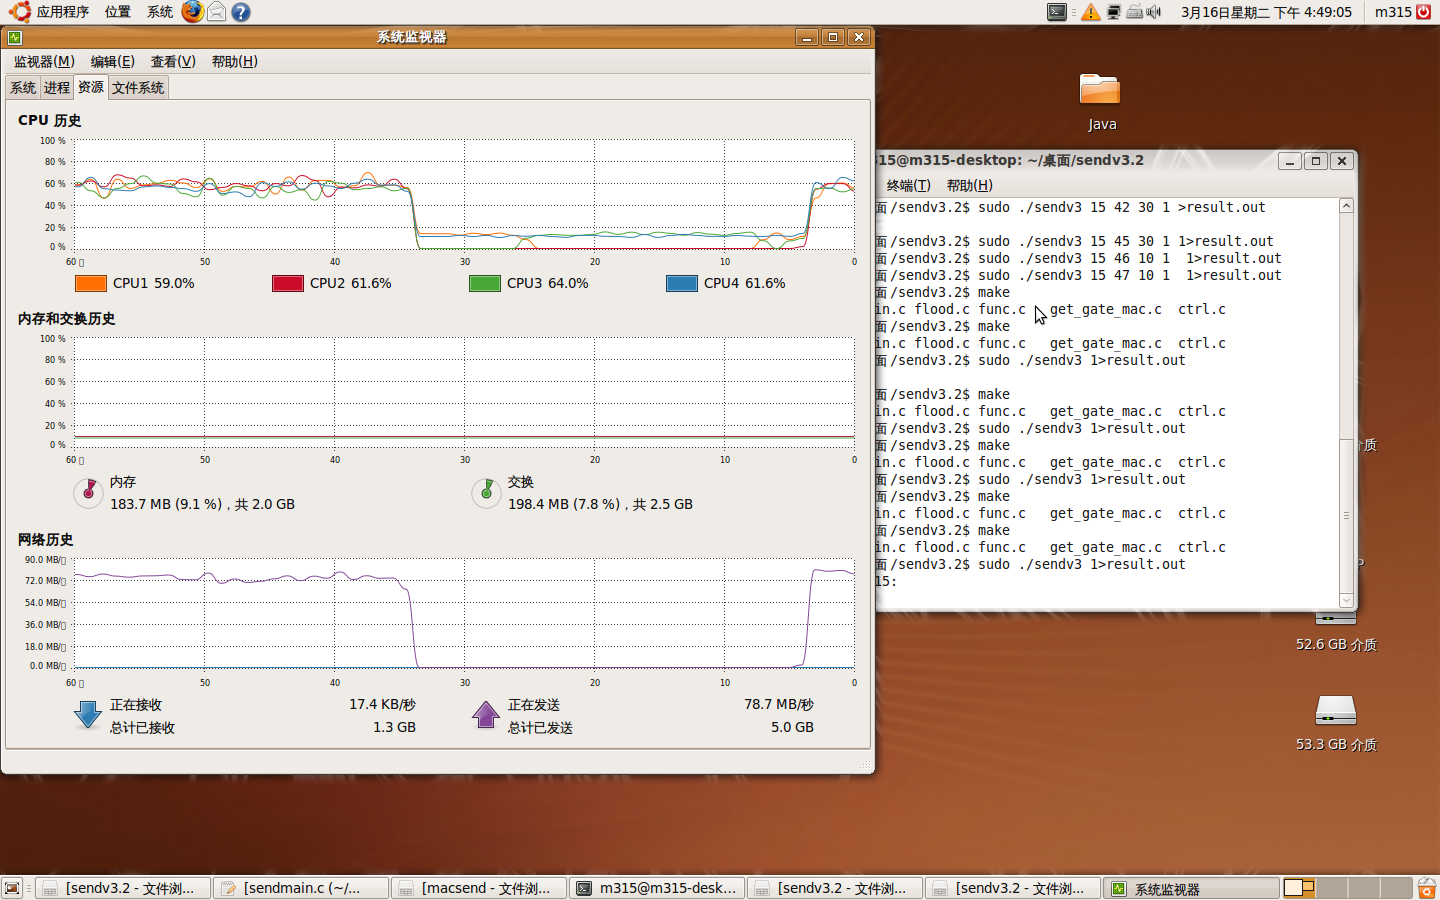 应用程序 位置 系统 3月16日星期二 下午 4:49:05 m315
系统监视器
监视器(M) 编辑(E) 查看(V) 帮助(H)
系统 进程 资源 文件系统
CPU 历史
100 %
80 %
60 %
40 %
20 %
0 %
60 50 40 30 20 10 0
CPU1 59.0% CPU2 61.6% CPU3 64.0% CPU4 61.6%
内存和交换历史
100 %
80 %
60 %
40 %
20 %
0 %
60 50 40 30 20 10 0
内存 交换
183.7 MB (9.1 %)，共 2.0 GB 198.4 MB (7.8 %)，共 2.5 GB
网络历史
90.0 MB/
72.0 MB/
54.0 MB/
36.0 MB/
18.0 MB/
0.0 MB/
60 50 40 30 20 10 0
正在接收 17.4 KB/秒 正在发送 78.7 MB/秒
总计已接收 1.3 GB 总计已发送 5.0 GB
Java
15@m315-desktop: ~/桌面/sendv3.2
终端(T) 帮助(H)
面/sendv3.2$ sudo ./sendv3 15 42 30 1 >result.out
面/sendv3.2$ sudo ./sendv3 15 45 30 1 1>result.out
面/sendv3.2$ sudo ./sendv3 15 46 10 1  1>result.out
面/sendv3.2$ sudo ./sendv3 15 47 10 1  1>result.out
面/sendv3.2$ make
in.c flood.c func.c   get_gate_mac.c  ctrl.c
面/sendv3.2$ make
in.c flood.c func.c   get_gate_mac.c  ctrl.c
面/sendv3.2$ sudo ./sendv3 1>result.out
面/sendv3.2$ make
in.c flood.c func.c   get_gate_mac.c  ctrl.c
面/sendv3.2$ sudo ./sendv3 1>result.out
面/sendv3.2$ make
in.c flood.c func.c   get_gate_mac.c  ctrl.c
面/sendv3.2$ sudo ./sendv3 1>result.out
面/sendv3.2$ make
in.c flood.c func.c   get_gate_mac.c  ctrl.c
面/sendv3.2$ make
in.c flood.c func.c   get_gate_mac.c  ctrl.c
面/sendv3.2$ sudo ./sendv3 1>result.out
15:
介质
P
52.6 GB 介质
53.3 GB 介质
[sendv3.2 - 文件浏... [sendmain.c (~/... [macsend - 文件浏... m315@m315-desk... [sendv3.2 - 文件浏... [sendv3.2 - 文件浏... 系统监视器